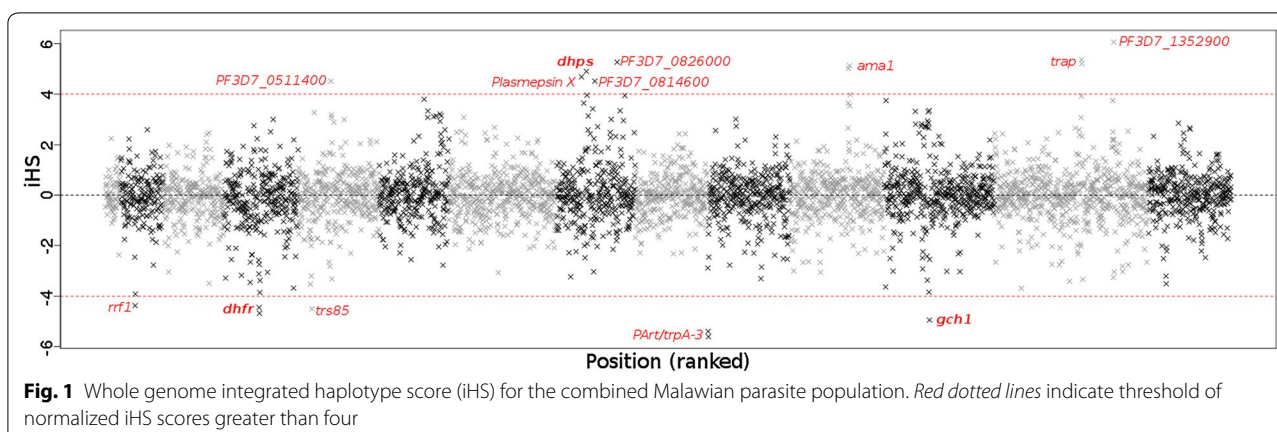 6
4
2
0
-2
-4
-6
iHS
PF3D7_1352900
dhps
PF3D7_0826000
ama1
trap
PF3D7_0511400
Plasmepsin X
PF3D7_0814600
rrf1
dhfr
trs85
PArt/trpA-3
gch1
Position (ranked)
Fig. 1 Whole genome integrated haplotype score (iHS) for the combined Malawian parasite population. Red dotted lines indicate threshold of
normalized iHS scores greater than four